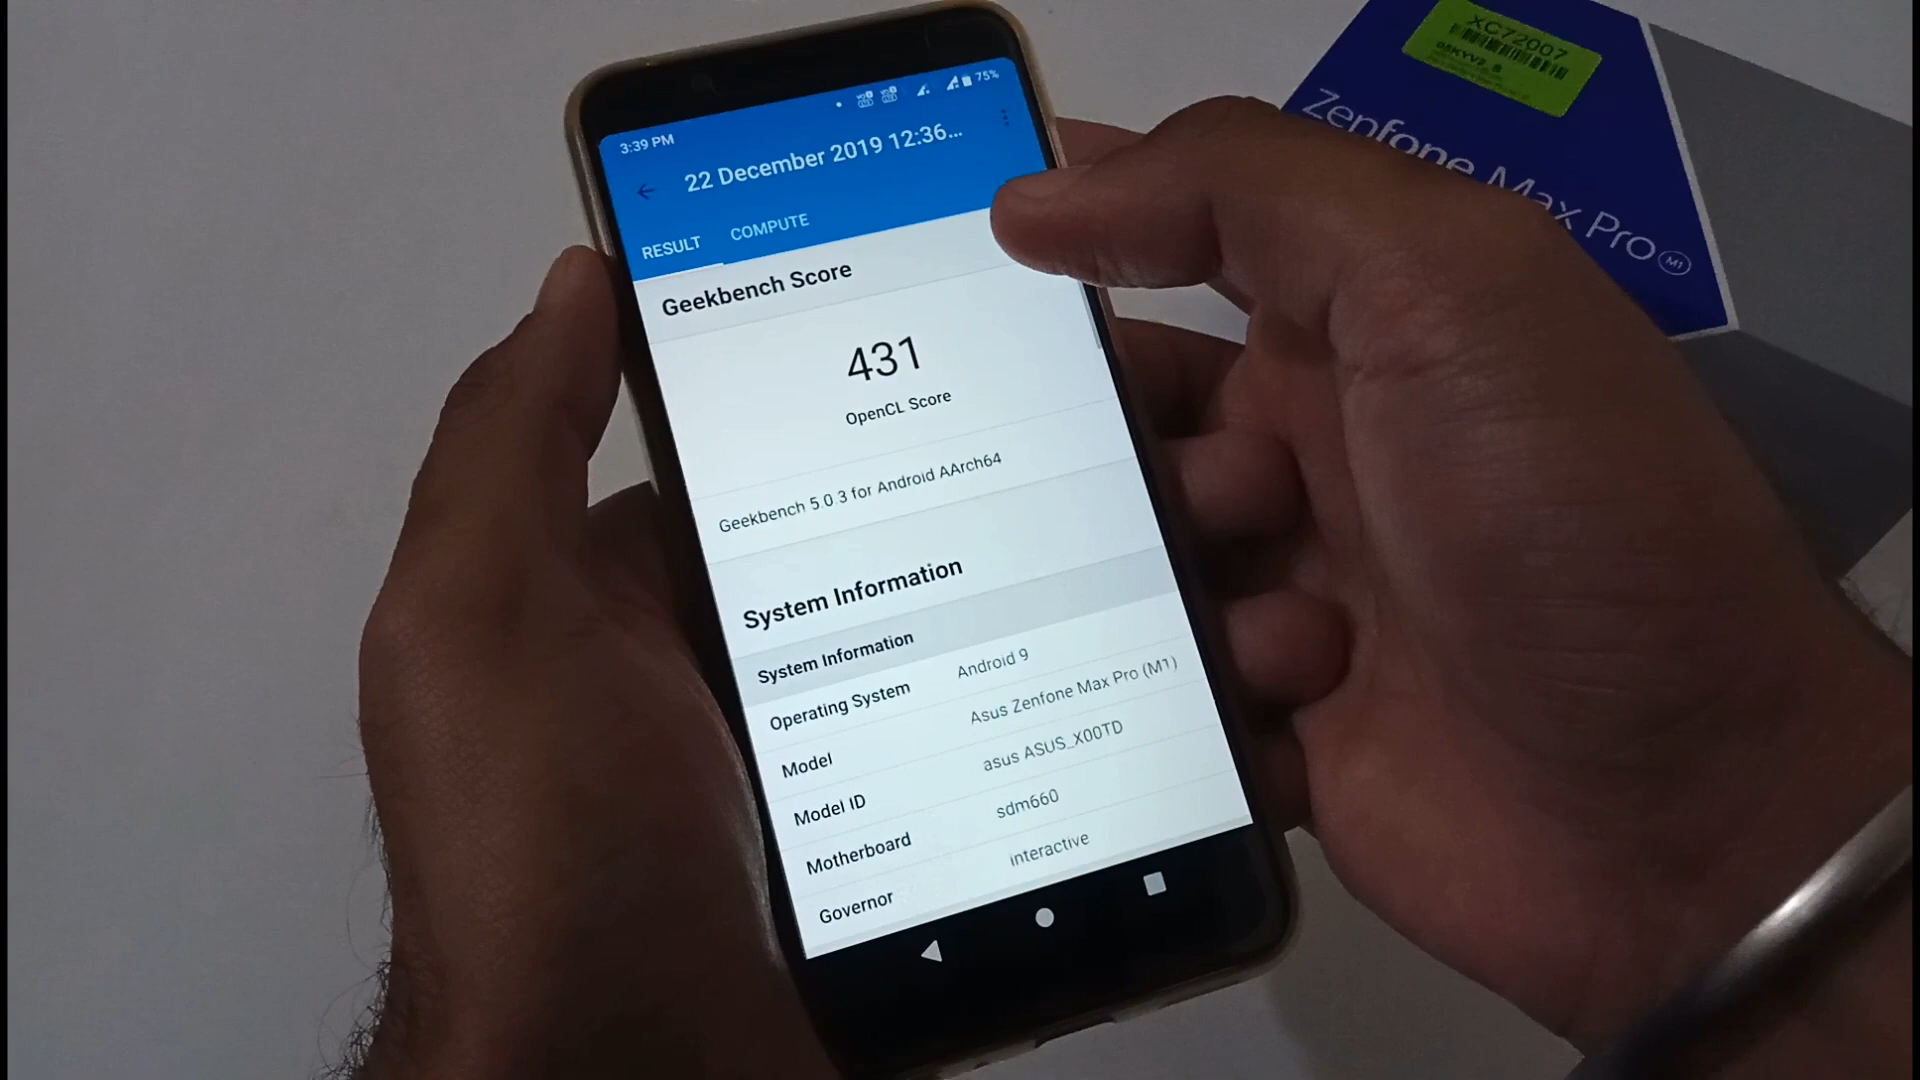 3:39 PM
75%
22 December 2019 12:36...
RESULT
COMPUTE
Geekbench Score
431
OpenCL Score
Geekbench 5.0.3 for Android AArch64
System Information
System Information
Operating System Android 9
Model Asus Zenfone Max Pro (M1)
Model ID asus ASUS_X00TD
Motherboard sdm660
Governor interactive
XC72007
Zenfone Max Pro M1